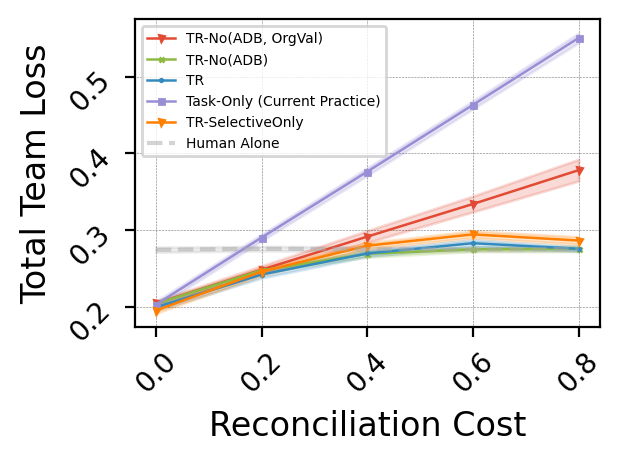 TR-No(ADB, OrgVal)
TR-No(ADB)
TR
Task-Only (Current Practice)
TR-SelectiveOnly
Human Alone
Total Team Loss
0.5
0.4
0.3
0.2
0.0 0.2 0.4 0.6 0.8
Reconciliation Cost